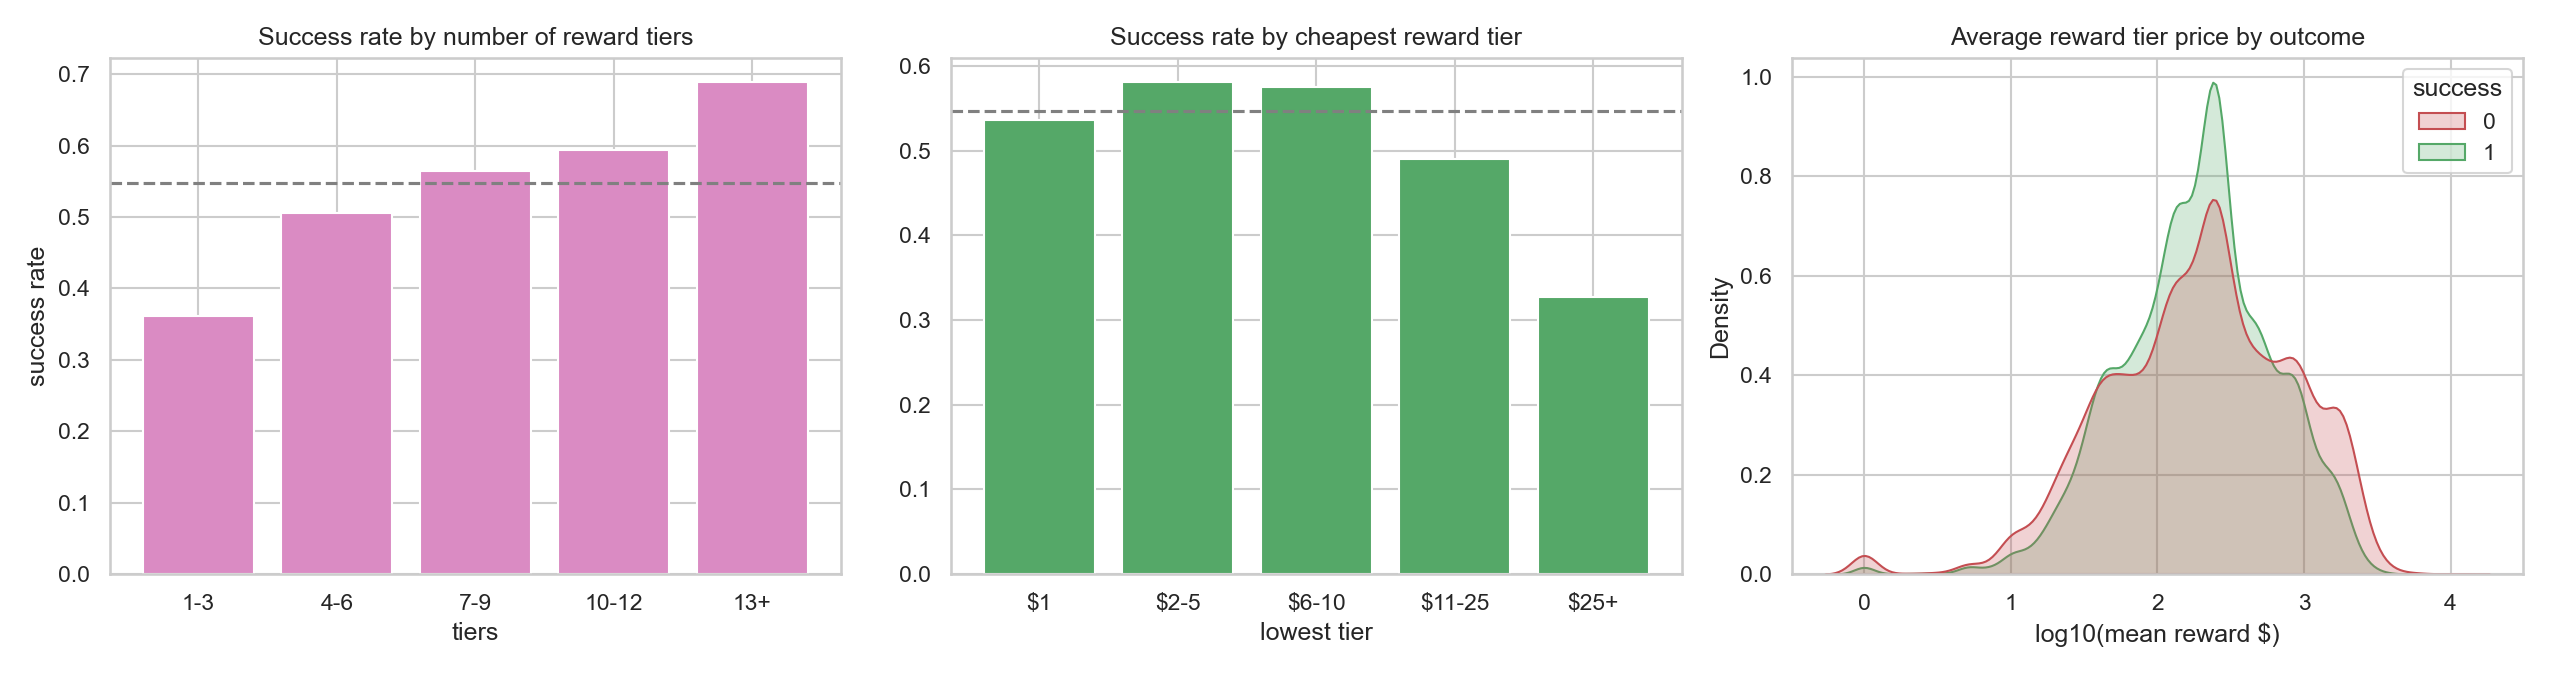 Success rate by number of reward tiers
success rate
0.7
0.6
0.5
0.4
0.3
0.2
0.1
0.0
1-3 4-6 7-9 10-12 13+
tiers
Success rate by cheapest reward tier
0.6
0.5
0.4
0.3
0.2
0.1
0.0
$1 $2-5 $6-10 $11-25 $25+
lowest tier
Average reward tier price by outcome
Density
1.0
0.8
0.6
0.4
0.2
0.0
success
0
1
0 1 2 3 4
log10(mean reward $)